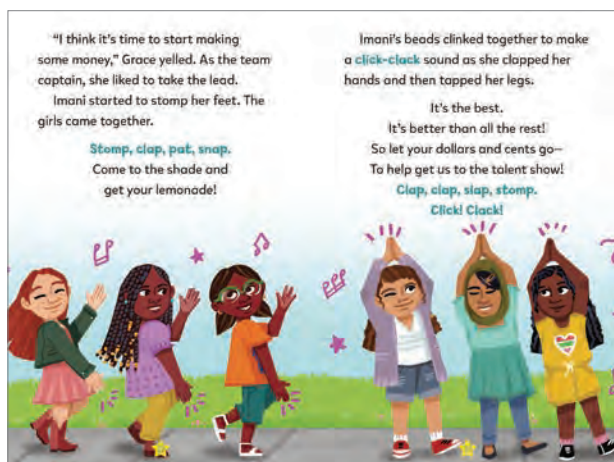 "I think it's time to start making
some money," Grace yelled. As the team
captain, she liked to take the lead.
Imani started to stomp her feet. The
girls came together.
Stomp, clap, pat, snap.
Come to the shade and
get your lemonade!
Imani's beads clinked together to make
a click-clack sound as she clapped her
hands and then tapped her legs.
It's the best.
It's better than all the rest!
So let your dollars and cents go—
To help get us to the talent show!
Clap, clap, slap, stomp.
Click! Clack!